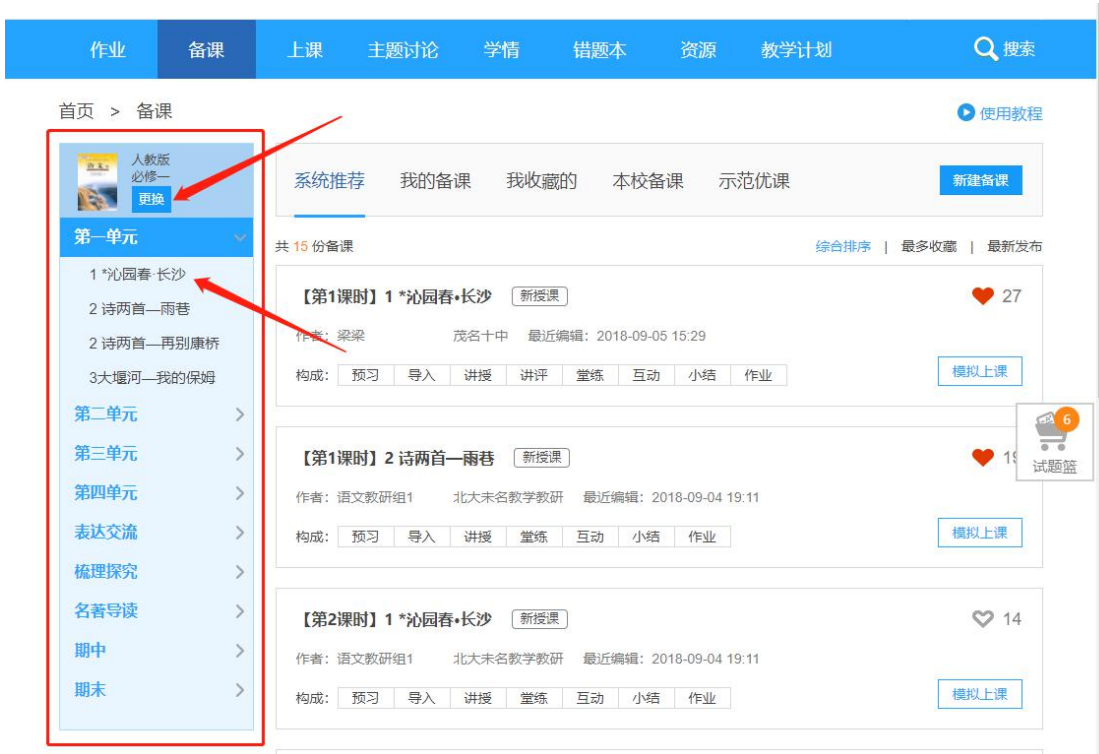 作业 备课 上课 主题讨论 学情 错题本 资源 教学计划 搜索
首页 > 备课
使用教程
人教版
必修一
更换
第一单元
1 *沁园春·长沙
2 诗两首—雨巷
2 诗两首—再别康桥
3大堰河—我的保姆
第二单元
第三单元
第四单元
表达交流
梳理探究
名著导读
期中
期末
系统推荐 我的备课 我收藏的 本校备课 示范优课 新建备课
共 15 份备课
综合排序 | 最多收藏 | 最新发布
【第1课时】1 *沁园春•长沙 新授课 27
作者：梁梁 茂名十中 最近编辑：2018-09-05 15:29
构成： 预习 导入 讲授 讲评 堂练 互动 小结 作业 模拟上课
【第1课时】2 诗两首—雨巷 新授课
作者：语文教研组1 北大未名教学教研 最近编辑：2018-09-04 19:11
构成： 预习 导入 讲授 堂练 互动 小结 作业 模拟上课
6
试题篮
【第2课时】1 *沁园春•长沙 新授课 14
作者：语文教研组1 北大未名教学教研 最近编辑：2018-09-04 19:11
构成： 预习 导入 讲授 堂练 互动 小结 作业 模拟上课